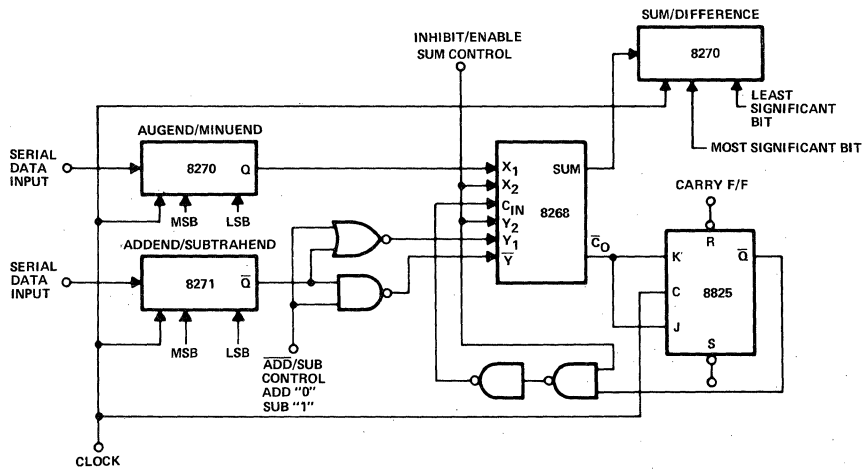 SUM/DIFFERENCE
8270
INHIBIT/ENABLE
SUM CONTROL
LEAST
SIGNIFICANT
BIT
MOST SIGNIFICANT BIT
AUGEND/MINUEND
SERIAL
DATA
INPUT
8270 Q
MSB LSB
X1
X2
CIN
Y2
Y1
Y̅
SUM
8268
C̅O
CARRY F/F
R
K
Q̅
C
8825
J
S
ADDEND/SUBTRAHEND
SERIAL
DATA
INPUT
8271 Q̅
MSB LSB
A̅D̅D̅/SUB
CONTROL
ADD "0"
SUB "1"
CLOCK